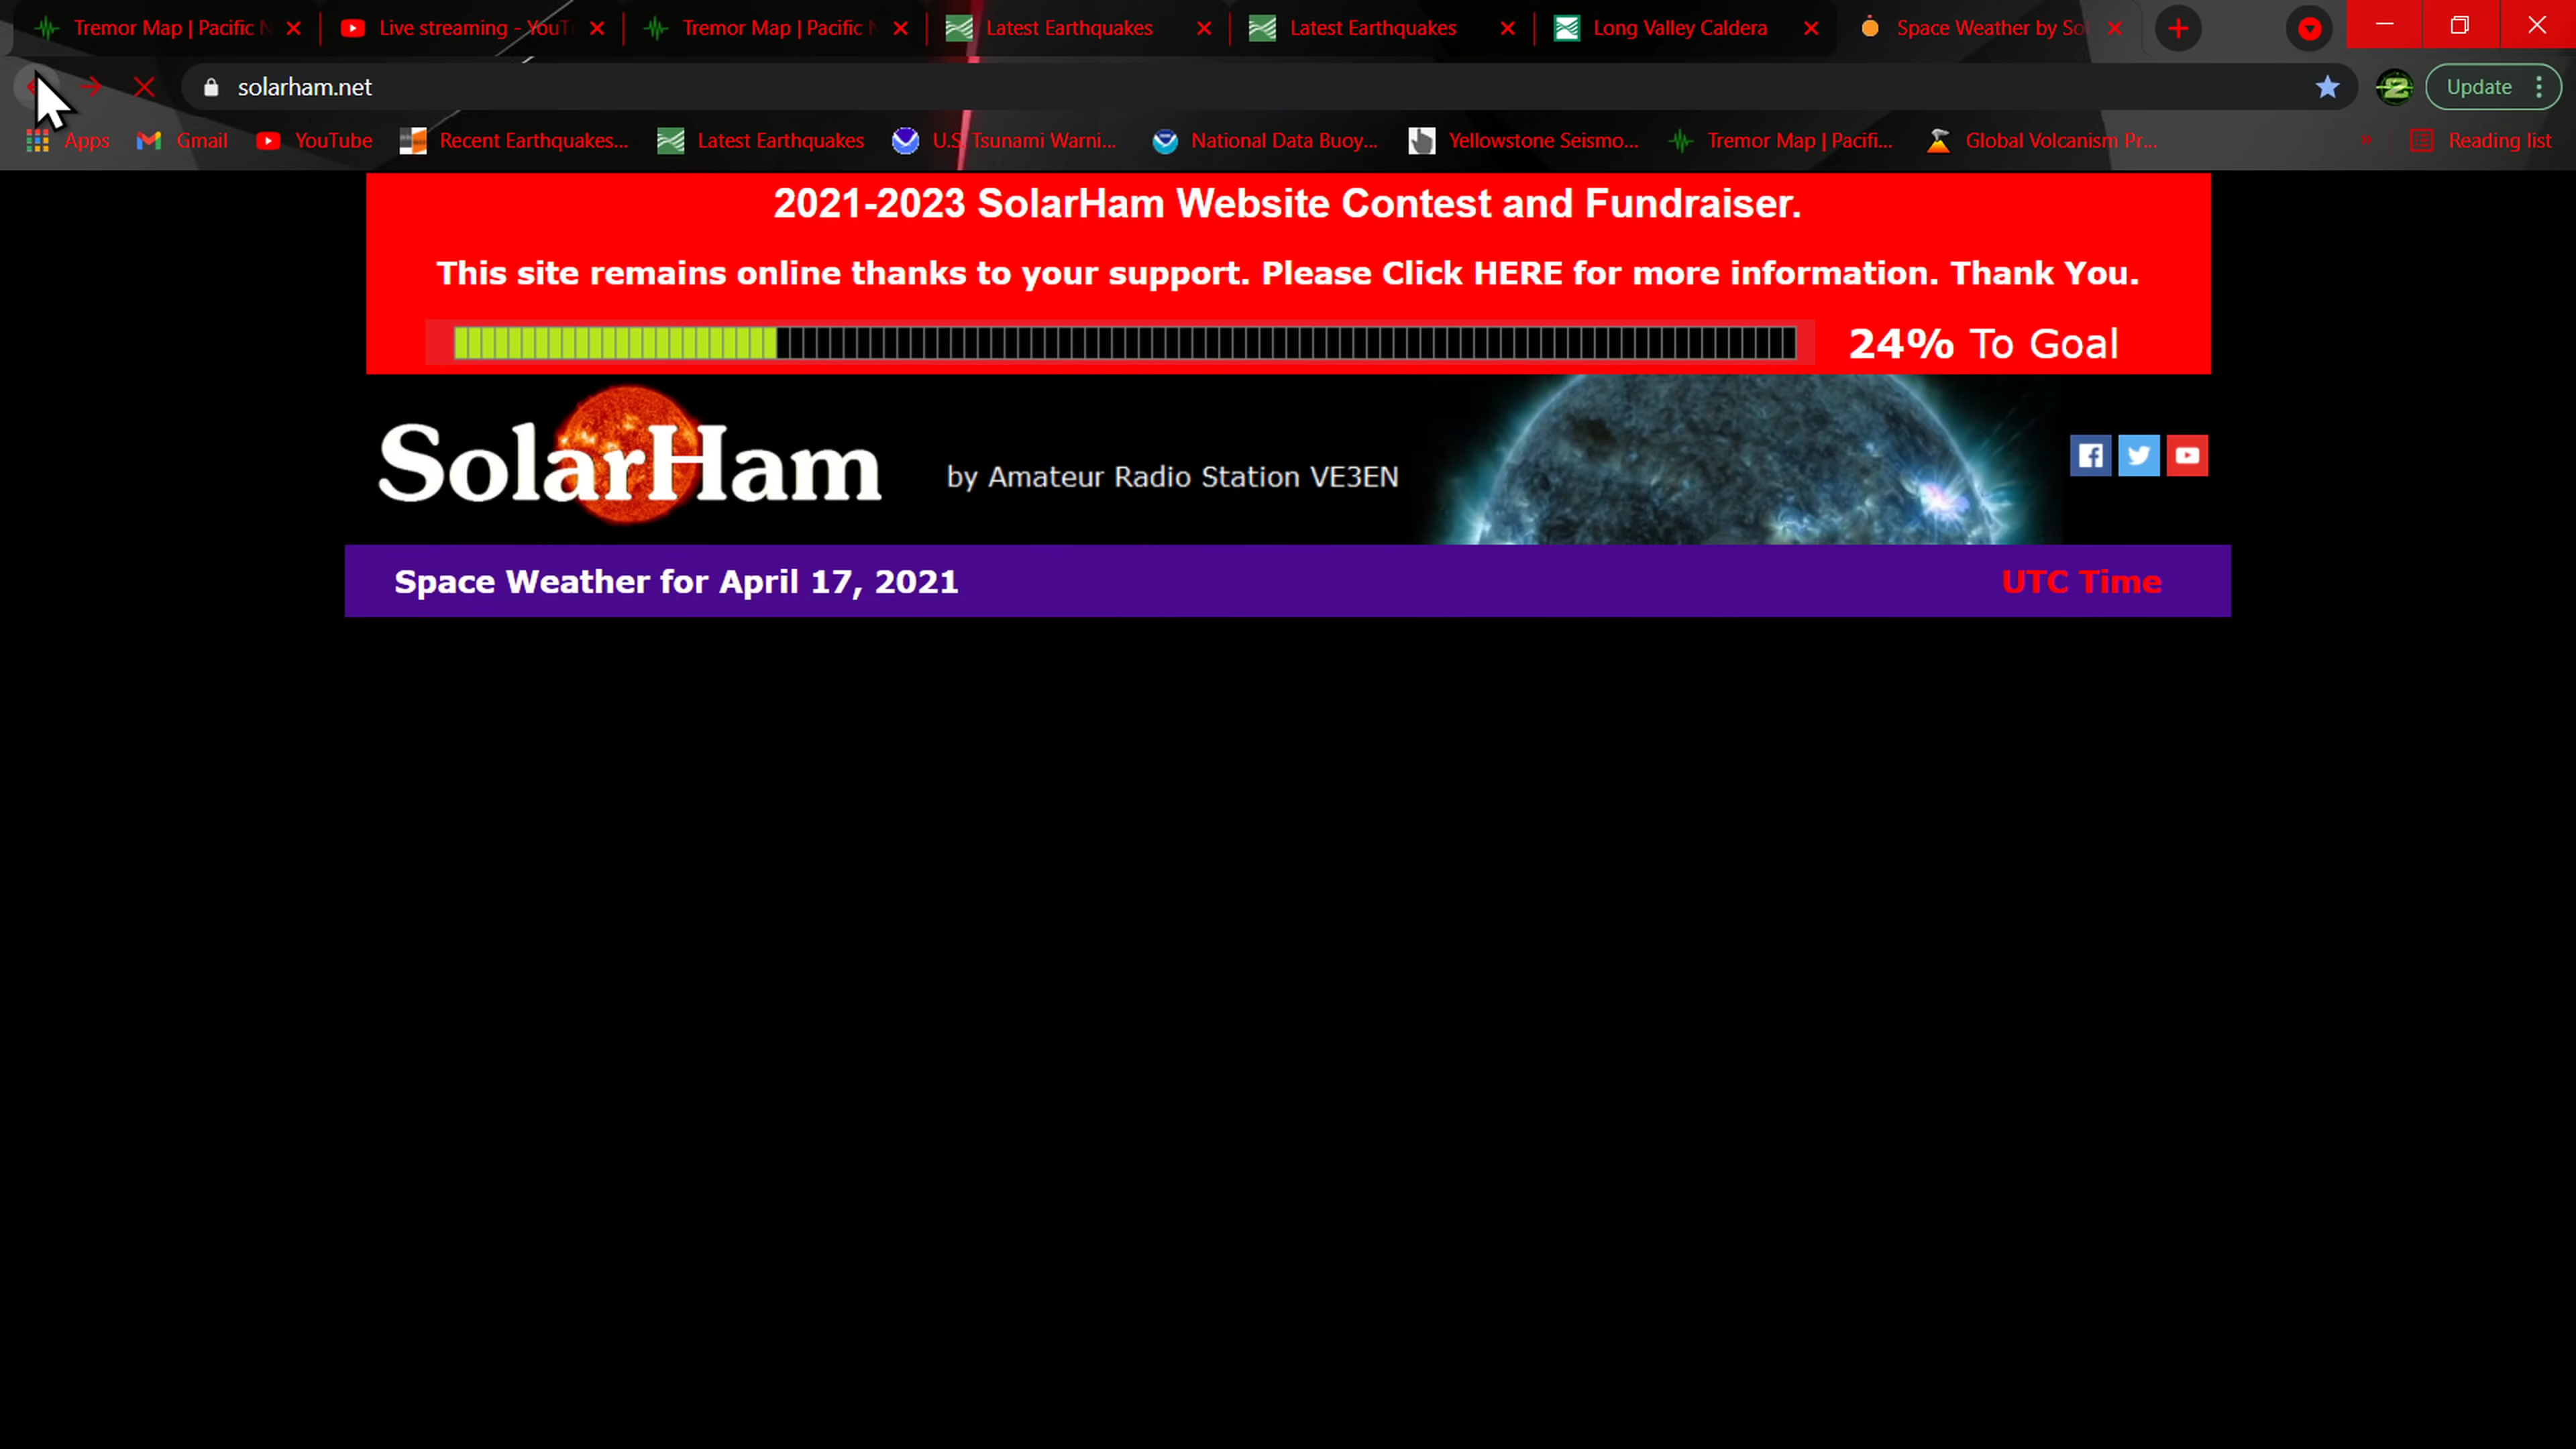 Tremor Map | Pacific N
Live streaming - YouT
Tremor Map | Pacific N
Latest Earthquakes
Latest Earthquakes
Long Valley Caldera
Space Weather by So
solarham.net
Update
Apps
Gmail
YouTube
Recent Earthquakes...
Latest Earthquakes
U.S. Tsunami Warni...
National Data Buoy...
Yellowstone Seismo...
Tremor Map | Pacifi...
Global Volcanism Pr...
Reading list
2021-2023 SolarHam Website Contest and Fundraiser.
This site remains online thanks to your support. Please Click HERE for more information. Thank You.
24% To Goal
SolarHam
by Amateur Radio Station VE3EN
Space Weather for April 17, 2021
UTC Time